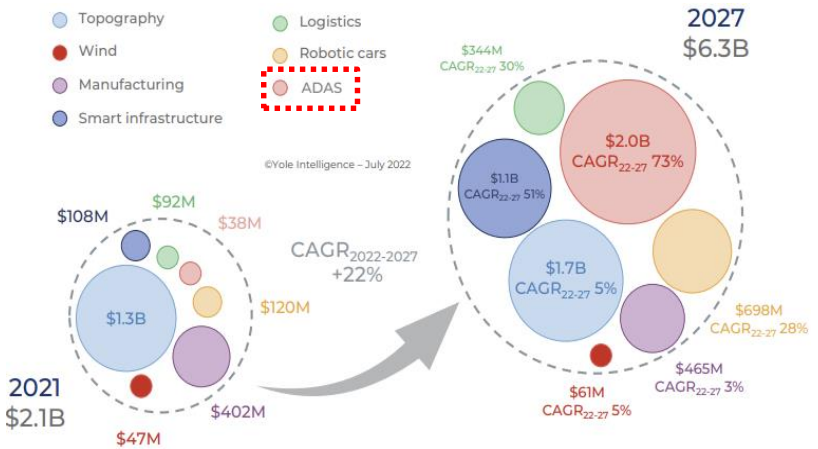 Topography
Wind
Manufacturing
Smart infrastructure
Logistics
Robotic cars
ADAS
©Yole Intelligence – July 2022
2021
$2.1B
$108M
$92M
$38M
$120M
$1.3B
$402M
$47M
CAGR2022-2027
+22%
2027
$6.3B
$344M
CAGR22-27 30%
$2.0B
CAGR22-27 73%
$1.1B
CAGR22-27 51%
$1.7B
CAGR22-27 5%
$698M
CAGR22-27 28%
$465M
CAGR22-27 3%
$61M
CAGR22-27 5%